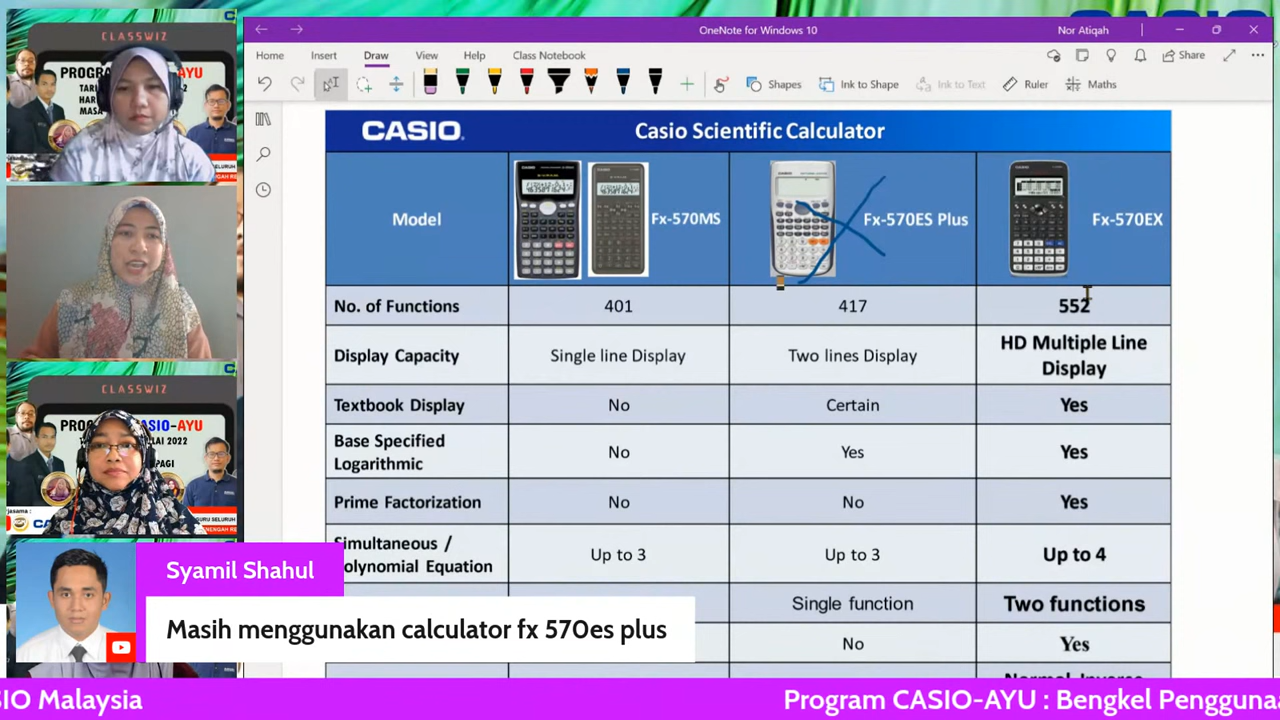 CLASSWIZ
OneNote for Windows 10
Nor Atiqah
Home Insert Draw View Help Class Notebook
Share
Shapes
Ink to Shape
Ink to Text
Ruler
Maths
CASIO
Casio Scientific Calculator
Model
Fx-570MS
Fx-570ES Plus
Fx-570EX
No. of Functions 401 417 552
Display Capacity Single line Display Two lines Display HD Multiple Line
Display
Textbook Display No Certain Yes
Base Specified
Logarithmic No Yes Yes
Prime Factorization No No Yes
Simultaneous /
olynomial Equation Up to 3 Up to 3 Up to 4
Single function Two functions
No Yes
CLASSWIZ
Syamil Shahul
Masih menggunakan calculator fx 570es plus
SIO Malaysia
Program CASIO-AYU : Bengkel Penggunaa